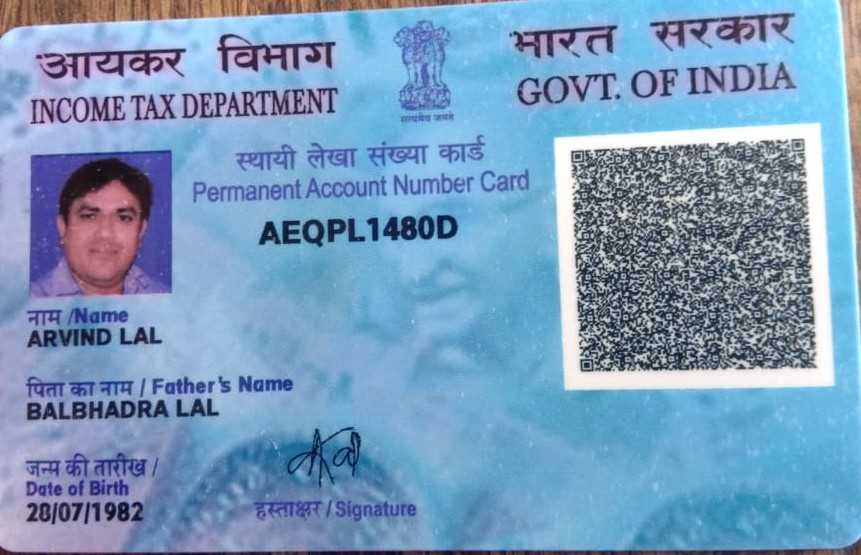 आयकर विभाग
INCOME TAX DEPARTMENT
सत्यमेव जयते
भारत सरकार
GOVT. OF INDIA
स्थायी लेखा संख्या कार्ड
Permanent Account Number Card
AEQPL1480D
नाम /Name
ARVIND LAL
पिता का नाम / Father's Name
BALBHADRA LAL
जन्म की तारीख /
Date of Birth
28/07/1982
हस्ताक्षर / Signature